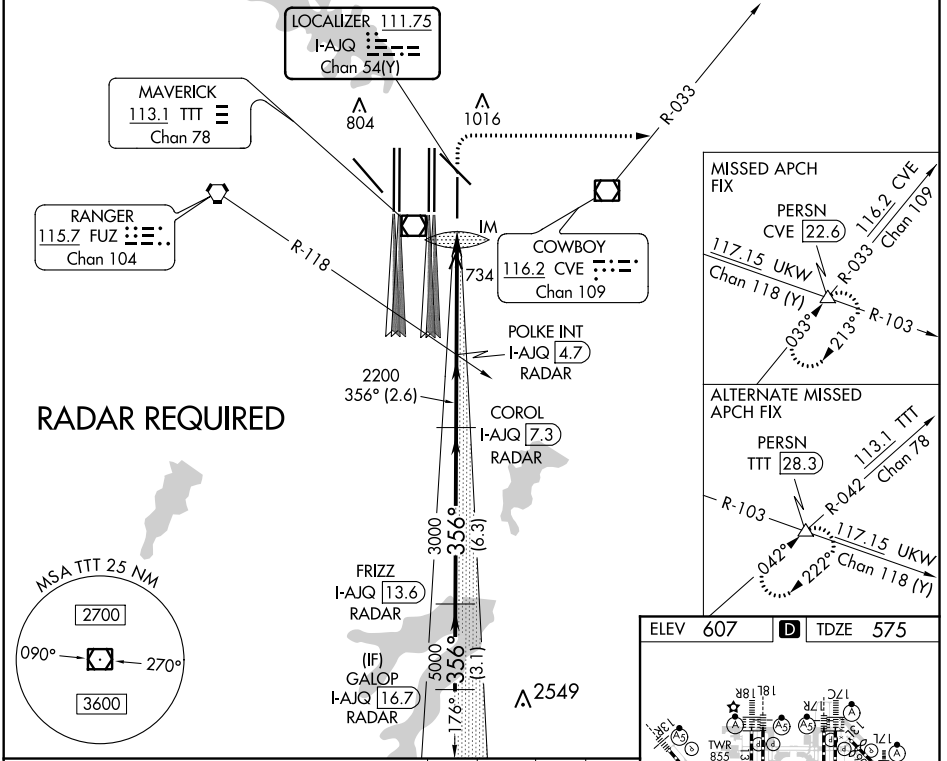 LOCALIZER 111.75
I-AJQ
Chan 54(Y)
MAVERICK
113.1 TTT
Chan 78
804
1016
R-033
RANGER
115.7 FUZ
Chan 104
R-118
IM
734
COWBOY
116.2 CVE
Chan 109
POLKE INT
I-AJQ 4.7
RADAR
2200
356° (2.6)
COROL
I-AJQ 7.3
RADAR
RADAR REQUIRED
3000
356°
(6.3)
FRIZZ
I-AJQ 13.6
RADAR
5000
356°
(3.1)
(IF)
GALOP
I-AJQ 16.7
RADAR
176°
2549
MSA TTT 25 NM
2700
090°
270°
3600
MISSED APCH
FIX
PERSN
CVE 22.6
116.2 CVE
Chan 109
R-033
117.15 UKW
Chan 118 (Y)
R-103
033°
213°
ALTERNATE MISSED
APCH FIX
PERSN
TTT 28.3
113.1 TTT
Chan 78
R-042
R-103
117.15 UKW
Chan 118 (Y)
042°
222°
ELEV 607 D TDZE 575
18R
18L
17R
17C
17L
13R
13L
A
A5
A5
A
A5
A
P
P
P
P
TWR
855